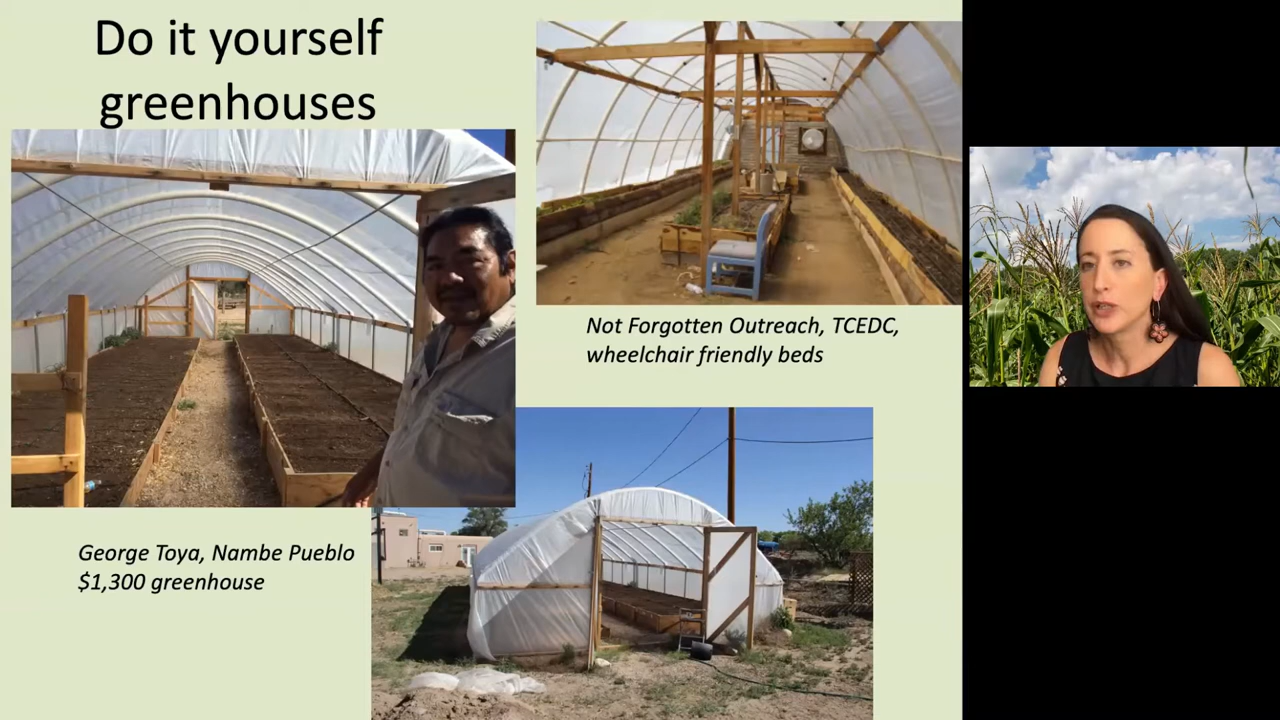 Do it yourself
greenhouses
Not Forgotten Outreach, TCEDC,
wheelchair friendly beds
George Toya, Nambe Pueblo
$1,300 greenhouse